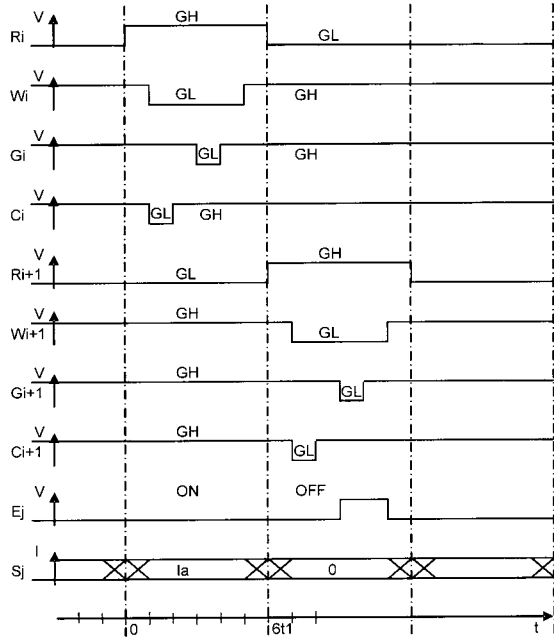 V GH
Ri GL
V
Wi GL GH
V
Gi GL GH
V
Ci GL GH
V GH
Ri+1 GL
V GH
Wi+1 GL
V GH
Gi+1 GL
V GH
Ci+1 GL
V ON OFF
Ej
I
Sj Ia 0
0 6t1 t